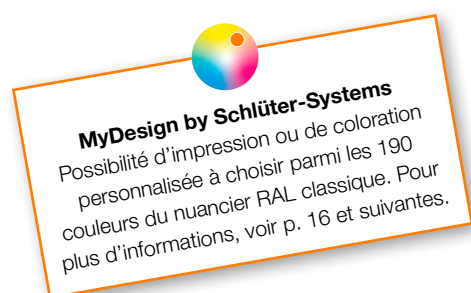 MyDesign by Schlüter-Systems
Possibilité d'impression ou de coloration
personnalisée à choisir parmi les 190
couleurs du nuancier RAL classique. Pour
plus d'informations, voir p. 16 et suivantes.